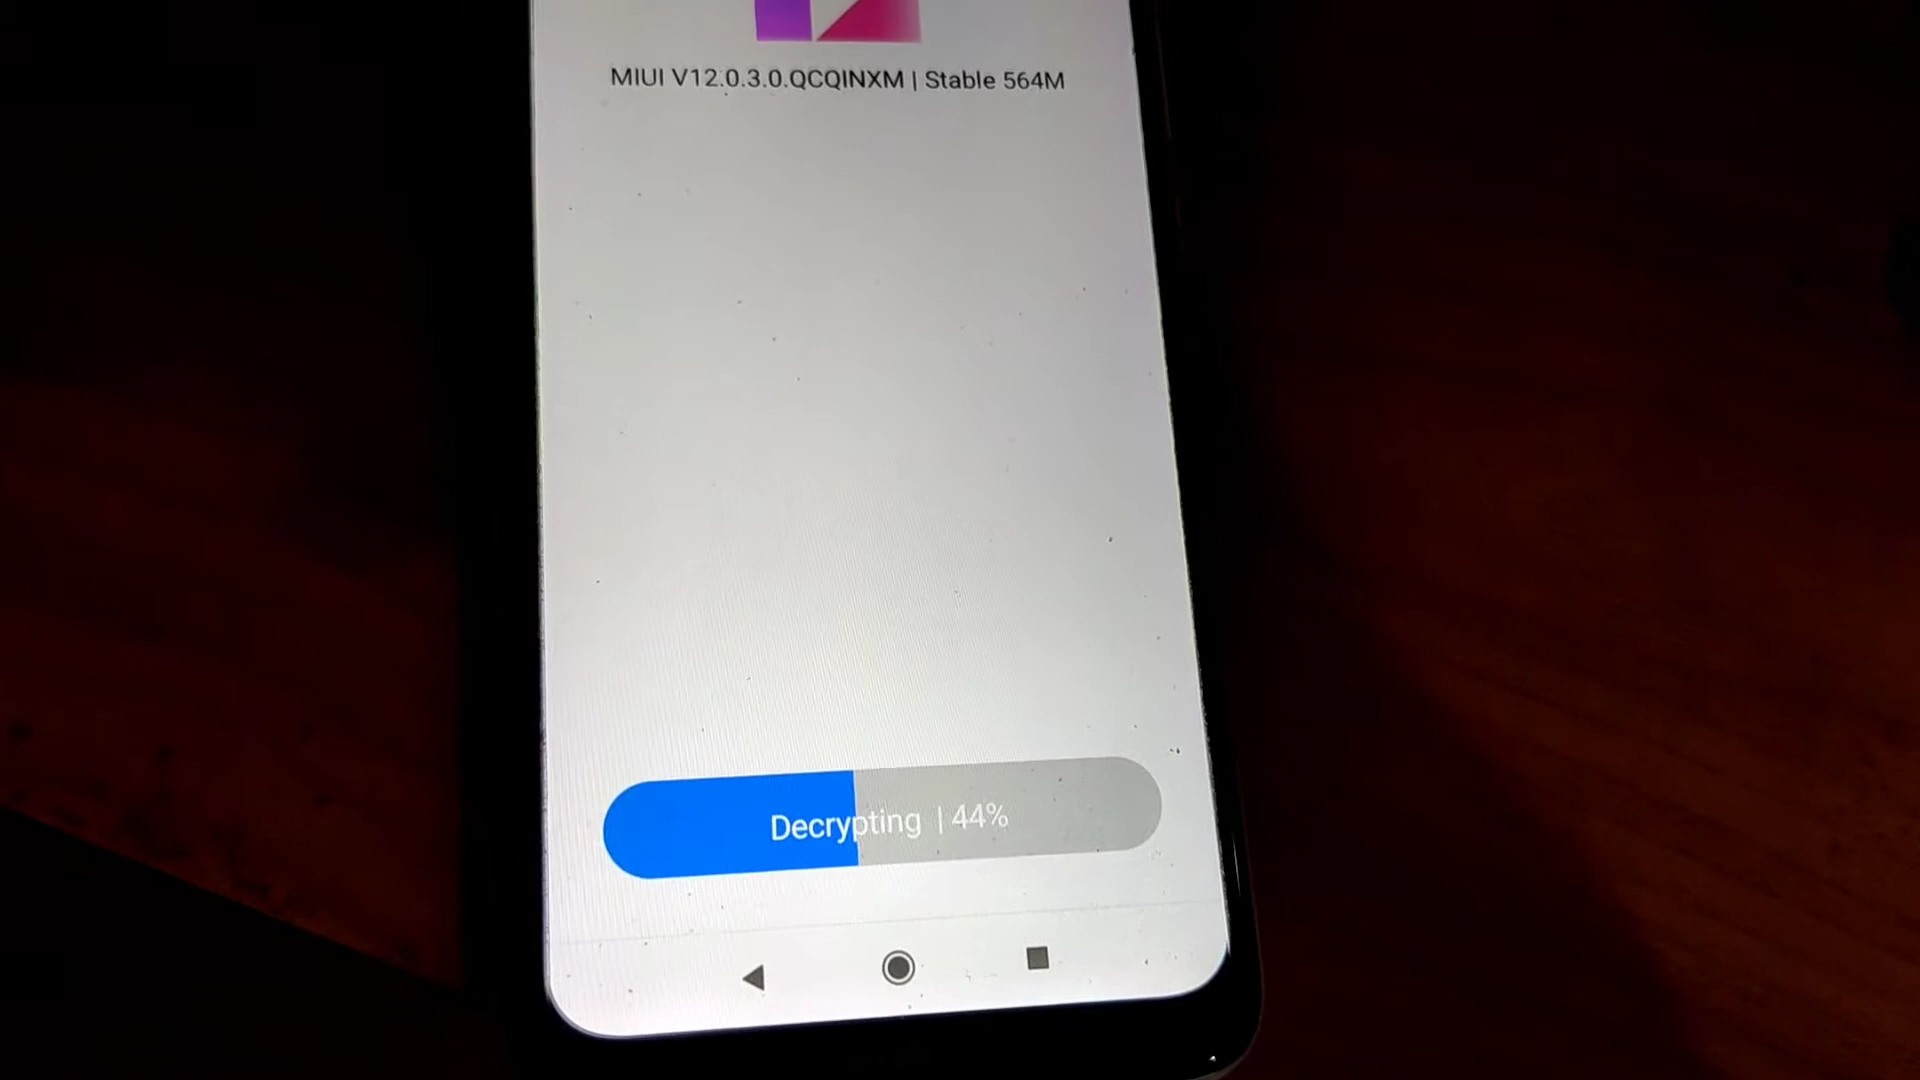 MIUI V12.0.3.0.QCQINXM | Stable 564M
Decrypting | 44%